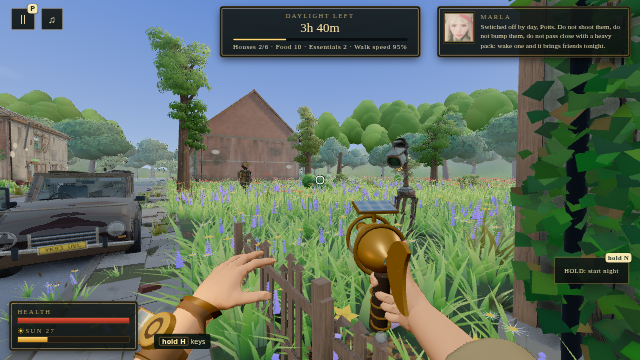 P
DAYLIGHT LEFT
3h 40m
Houses 2/6 · Food 10 · Essentials 2 · Walk speed 95%
MARLA
Switched off by day, Potts. Do not shoot them, do
not bump them, do not pass close with a heavy
pack: wake one and it brings friends tonight.
hold N
HOLD: start night
HEALTH
SUN 27
hold H keys